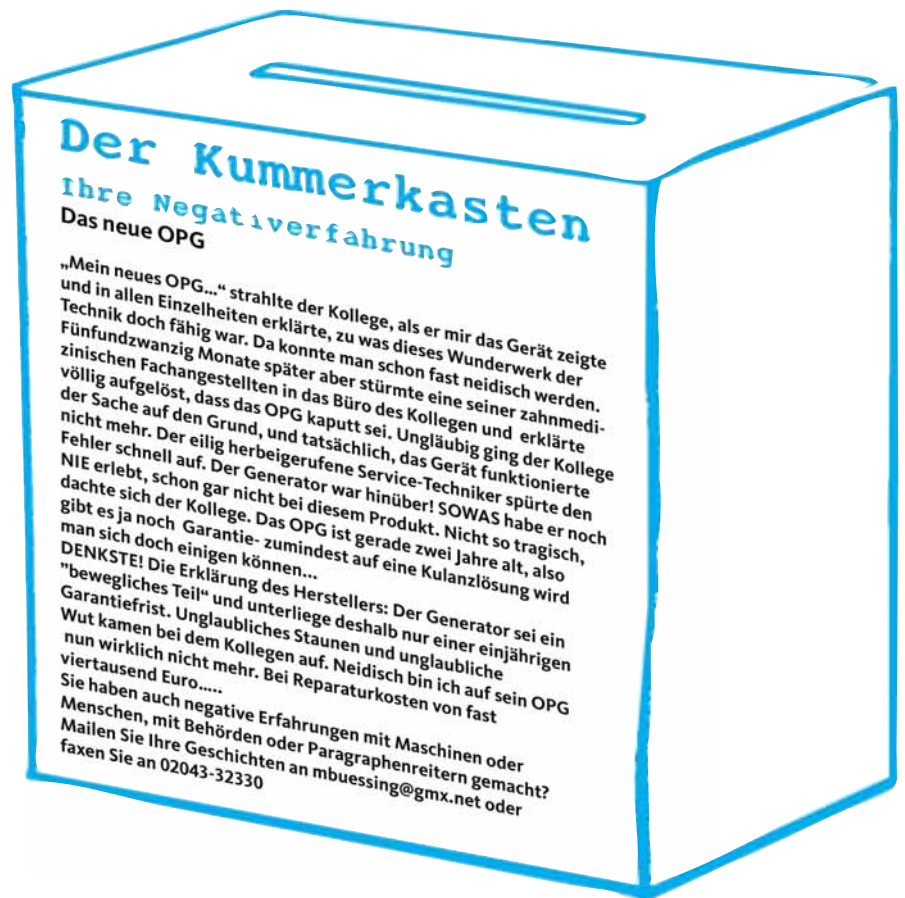 Der Kummerkasten
Ihre Negativerfahrung
Das neue OPG
„Mein neues OPG...“ strahlte der Kollege, als er mir das Gerät zeigte
und in allen Einzelheiten erklärte, zu was dieses Wunderwerk der
Technik doch fähig war. Da konnte man schon fast neidisch werden.
Fünfundzwanzig Monate später aber stürmte eine seiner zahnmedi-
zinischen Fachangestellten in das Büro des Kollegen und erklärte
völlig aufgelöst, dass das OPG kaputt sei. Ungläubig ging der Kollege
der Sache auf den Grund, und tatsächlich, das Gerät funktionierte
nicht mehr. Der eilig herbeigerufene Service-Techniker spürte den
Fehler schnell auf. Der Generator war hinüber! SOWAS habe er noch
NIE erlebt, schon gar nicht bei diesem Produkt. Nicht so tragisch,
dachte sich der Kollege. Das OPG ist gerade zwei Jahre alt, also
gibt es ja noch Garantie- zumindest auf eine Kulanzlösung wird
man sich doch einigen können...
DENKSTE! Die Erklärung des Herstellers: Der Generator sei ein
”bewegliches Teil“ und unterliege deshalb nur einer einjährigen
Garantiefrist. Unglaubliches Staunen und unglaubliche
Wut kamen bei dem Kollegen auf. Neidisch bin ich auf sein OPG
nun wirklich nicht mehr. Bei Reparaturkosten von fast
viertausend Euro.....
Sie haben auch negative Erfahrungen mit Maschinen oder
Menschen, mit Behörden oder Paragraphenreitern gemacht?
Mailen Sie Ihre Geschichten an mbuessing@gmx.net oder
faxen Sie an 02043-32330